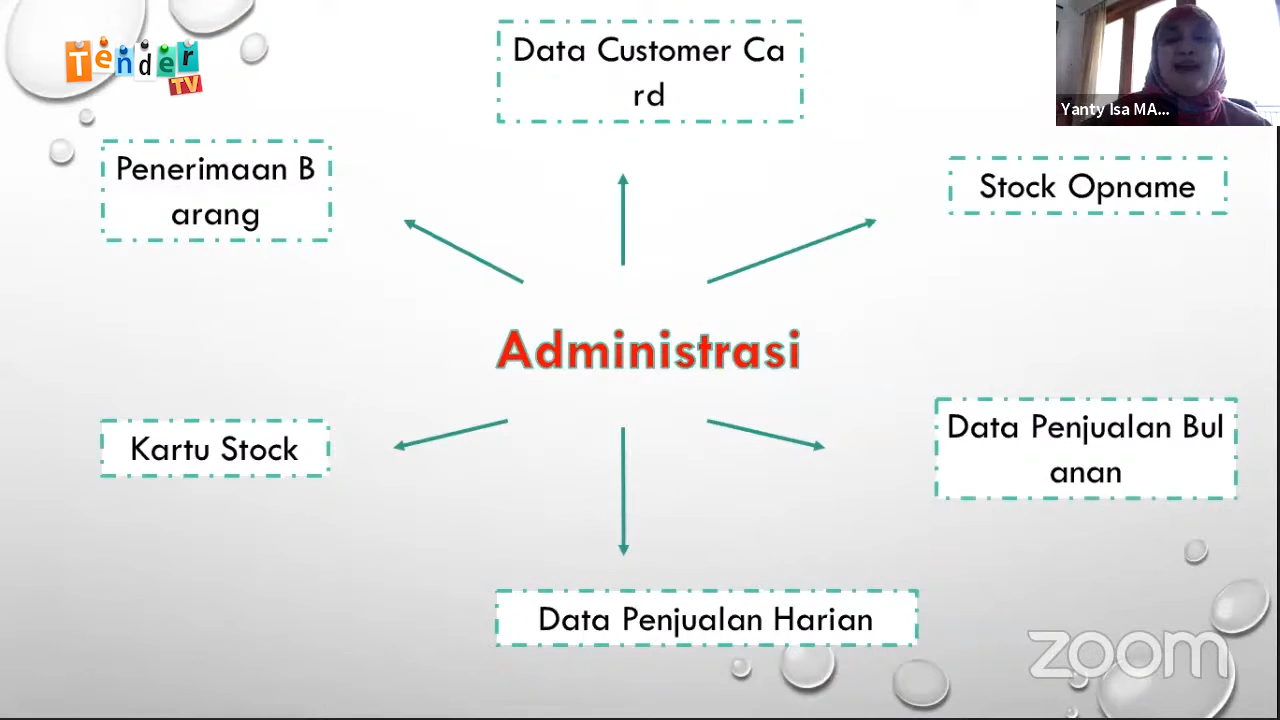 Tender
TV
Data Customer Ca
rd
Yanty Isa MA...
Penerimaan B
arang
Stock Opname
Administrasi
Kartu Stock
Data Penjualan Bul
anan
Data Penjualan Harian
zoom